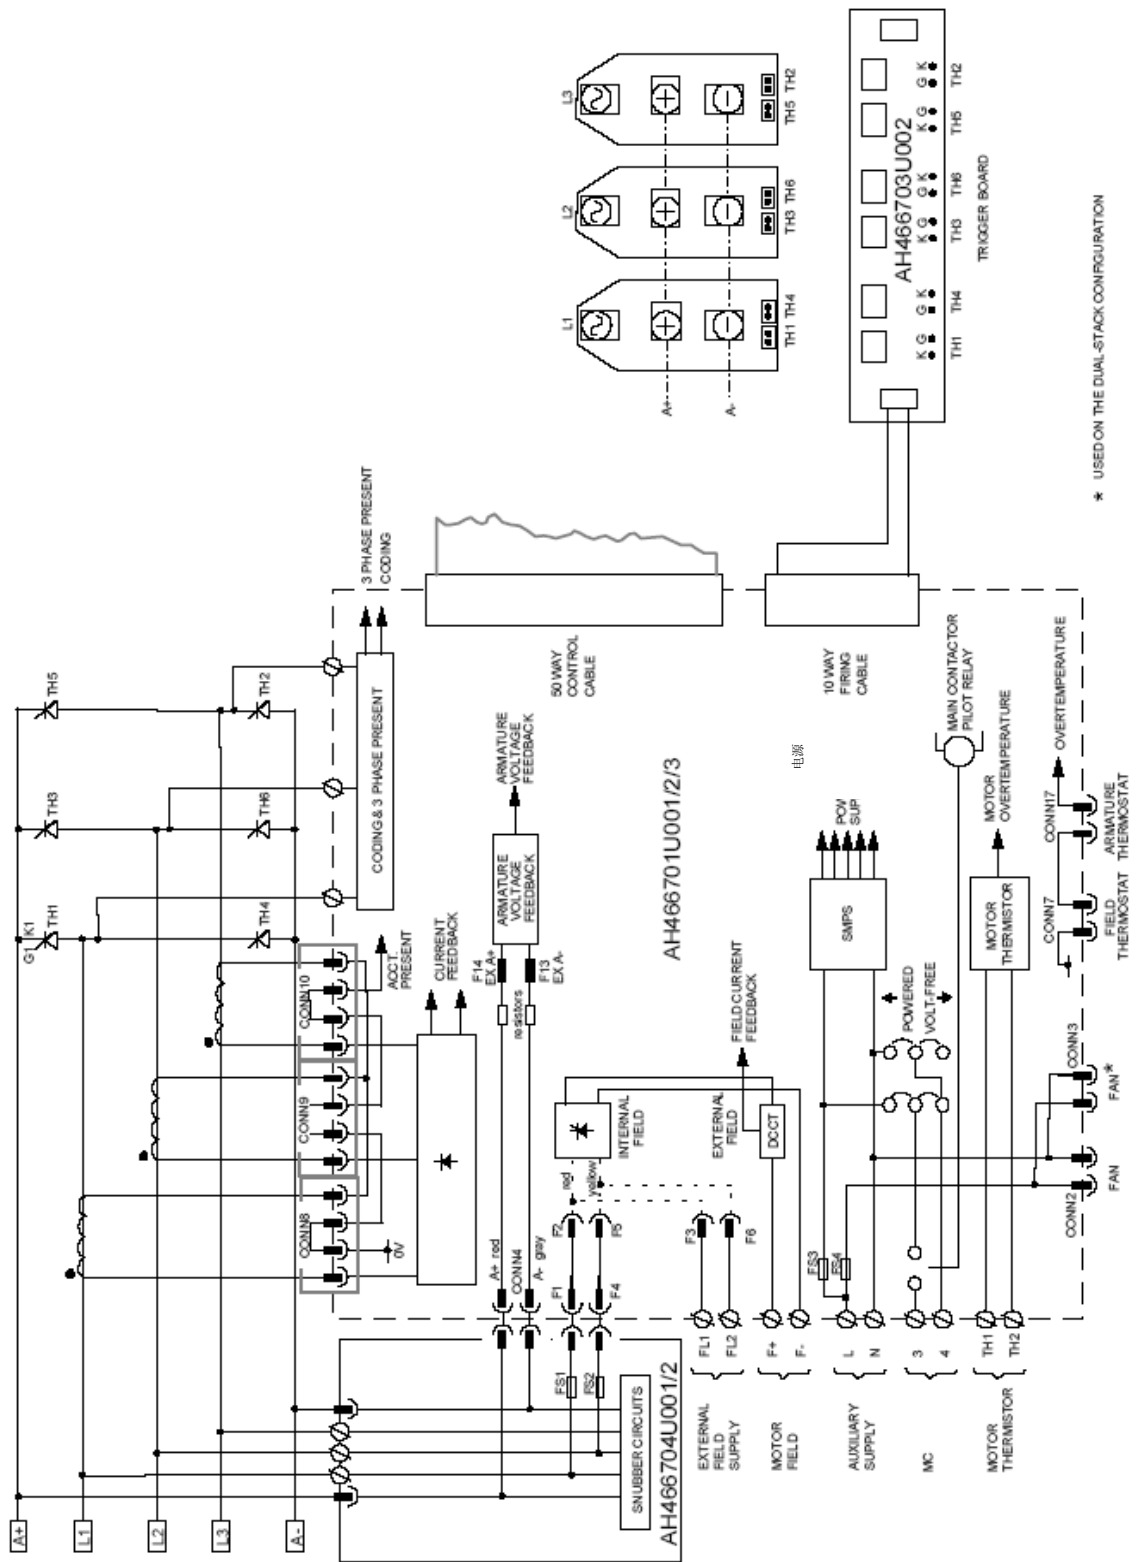 L3
TH5 TH2
L2
TH3 TH6
L1
TH1 TH4
A+
A-
AH466703U002
K G
G K
K G
G K
K G
G K
TH1
TH4
TH3
TH6
TH5
TH2
TRIGGER BOARD
* USED ON THE DUAL-STACK CONFIGURATION
3 PHASE PRESENT
CODING
TH5
TH2
TH3
TH6
G1
K1
TH1
TH4
CODING & 3 PHASE PRESENT
50 WAY
CONTROL
CABLE
10 WAY
FIRING
CABLE
MAIN CONTACTOR
PILOT RELAY
ARMATURE
VOLTAGE
FEEDBACK
ARMATURE
VOLTAGE
FEEDBACK
F14
EX A+
F13
EX A-
resistors
AH466701U001/2/3
电源
POW
SUP
SMPS
MOTOR
OVERTEMPERATURE
MOTOR
THERMISTOR
OVERTEMPERATURE
CONN17
ARMATURE
THERMOSTAT
CONN7
FIELD
THERMOSTAT
CONN10
ACCT.
PRESENT
CURRENT
FEEDBACK
CONN9
CONN8
0V
FIELD CURRENT
FEEDBACK
INTERNAL
FIELD
EXTERNAL
FIELD
DCCT
red
yellow
POWERED
VOLT-FREE
CONN3
FAN*
FAN
CONN2
A+ red
CONN4
A- gray
F1
F2
F4
F5
F3
F6
FS3
FS4
FS1
FS2
SNUBBER CIRCUITS
AH466704U001/2
FL1
FL2
EXTERNAL
FIELD
SUPPLY
F+
F-
MOTOR
FIELD
L
N
AUXILIARY
SUPPLY
3
4
MC
TH1
TH2
MOTOR
THERMISTOR
A+
L1
L2
L3
A-